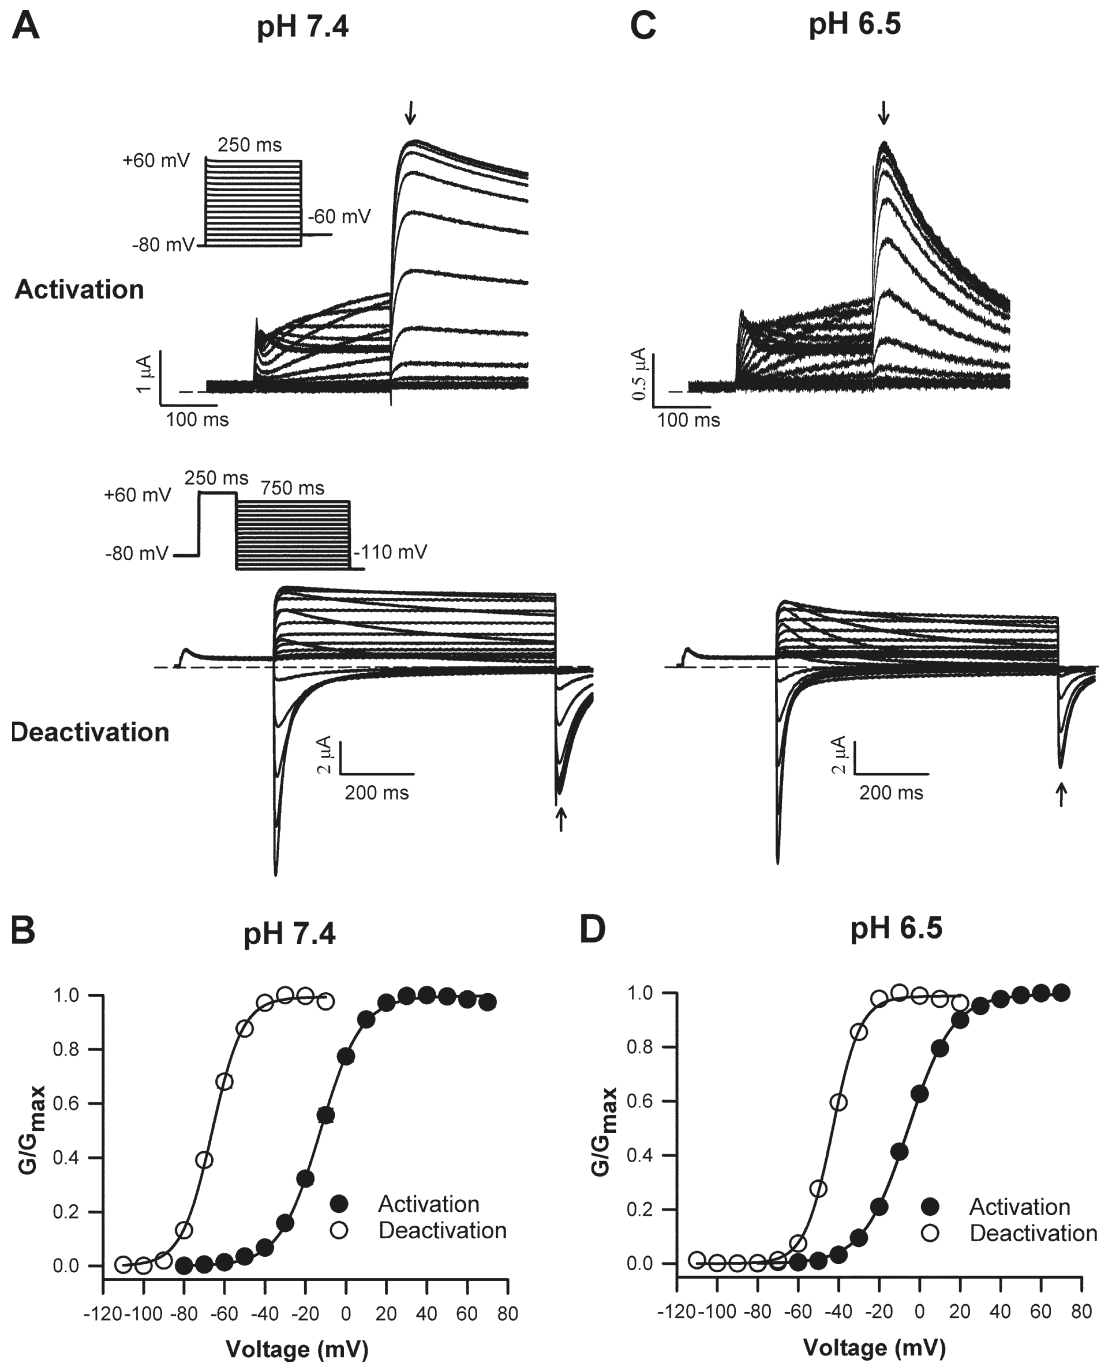 A
pH 7.4
C
pH 6.5
250 ms
+60 mV
-60 mV
-80 mV
Activation
1 µA
100 ms
0.5 µA
100 ms
250 ms
750 ms
+60 mV
-80 mV
-110 mV
Deactivation
2 µA
200 ms
2 µA
200 ms
B
pH 7.4
D
pH 6.5
1.0
0.8
0.6
0.4
0.2
0.0
G/Gmax
Activation
Deactivation
-120 -100 -80 -60 -40 -20 0 20 40 60 80
Voltage (mV)
1.0
0.8
0.6
0.4
0.2
0.0
G/Gmax
Activation
Deactivation
-120 -100 -80 -60 -40 -20 0 20 40 60 80
Voltage (mV)